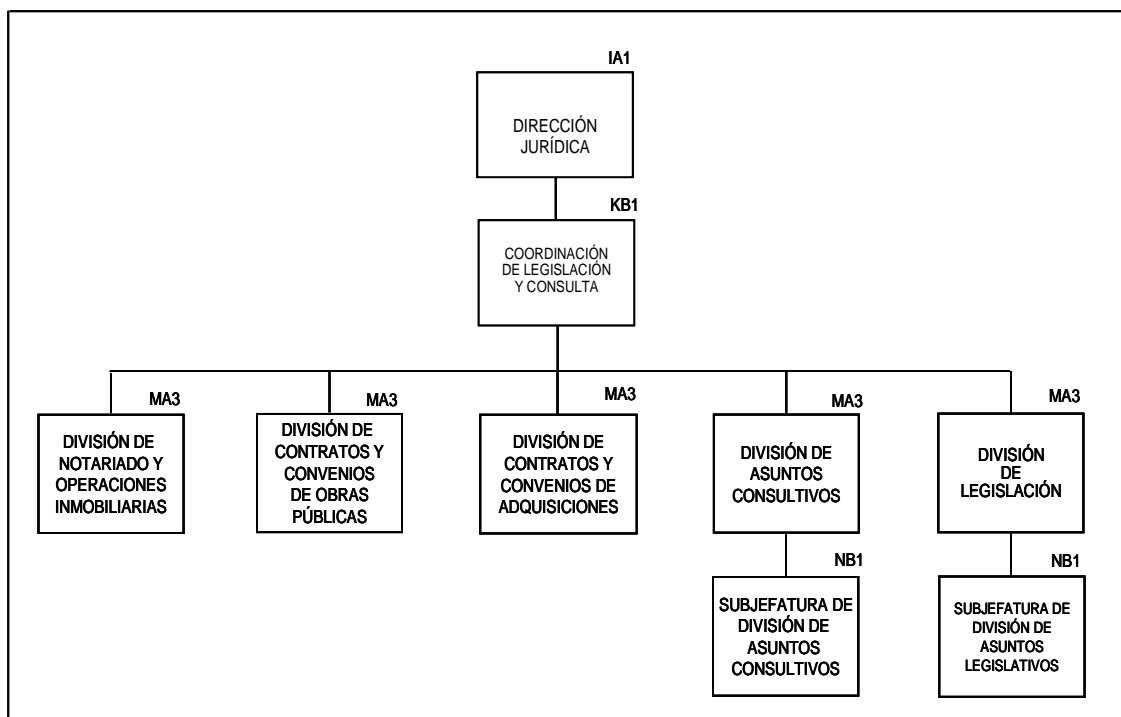 IA1
DIRECCIÓN
JURÍDICA
KB1
COORDINACIÓN
DE LEGISLACIÓN
Y CONSULTA
MA3
DIVISIÓN DE
NOTARIADO Y
OPERACIONES
INMOBILIARIAS
MA3
DIVISIÓN DE
CONTRATOS Y
CONVENIOS
DE OBRAS
PÚBLICAS
MA3
DIVISIÓN DE
CONTRATOS Y
CONVENIOS DE
ADQUISICIONES
MA3
DIVISIÓN DE
ASUNTOS
CONSULTIVOS
MA3
DIVISIÓN
DE
LEGISLACIÓN
NB1
SUBJEFATURA DE
DIVISIÓN DE
ASUNTOS
CONSULTIVOS
NB1
SUBJEFATURA DE
DIVISIÓN DE
ASUNTOS
LEGISLATIVOS